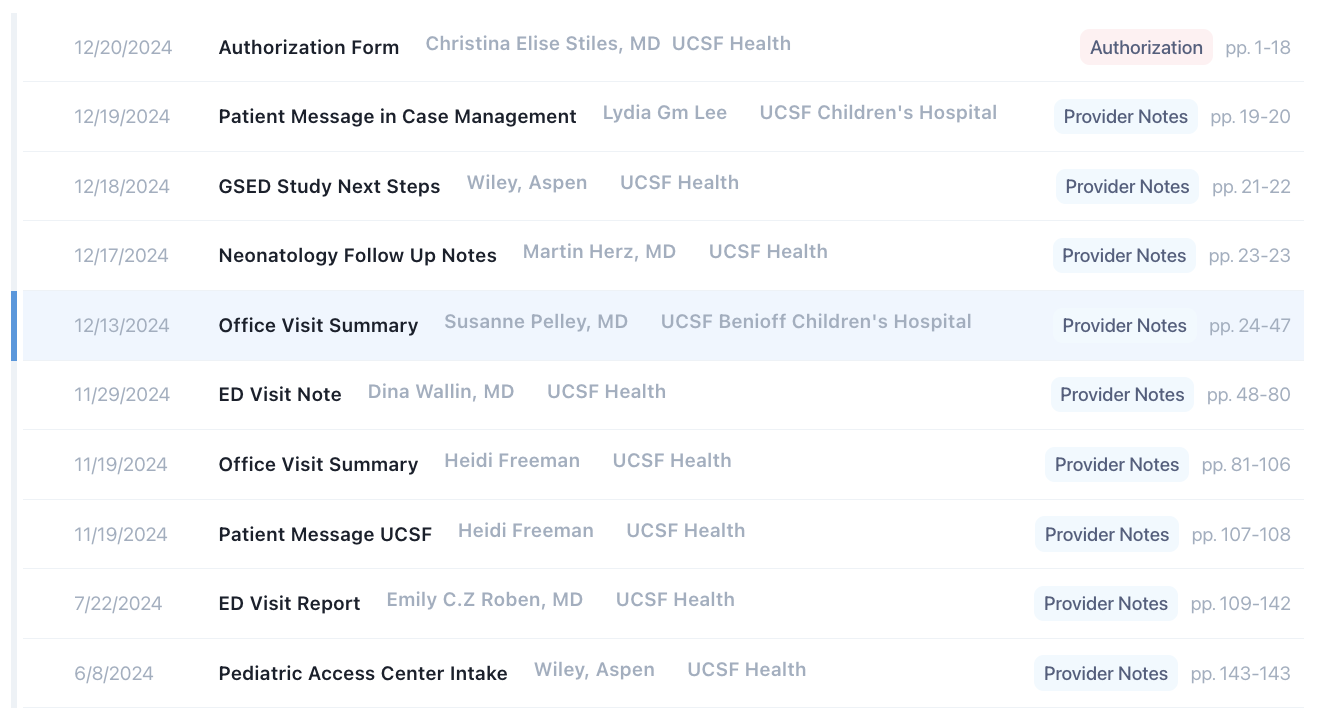 12/20/2024 Authorization Form Christina Elise Stiles, MD UCSF Health Authorization pp. 1-18
12/19/2024 Patient Message in Case Management Lydia Gm Lee UCSF Children's Hospital Provider Notes pp. 19-20
12/18/2024 GSED Study Next Steps Wiley, Aspen UCSF Health Provider Notes pp. 21-22
12/17/2024 Neonatology Follow Up Notes Martin Herz, MD UCSF Health Provider Notes pp. 23-23
12/13/2024 Office Visit Summary Susanne Pelley, MD UCSF Benioff Children's Hospital Provider Notes pp. 24-47
11/29/2024 ED Visit Note Dina Wallin, MD UCSF Health Provider Notes pp. 48-80
11/19/2024 Office Visit Summary Heidi Freeman UCSF Health Provider Notes pp. 81-106
11/19/2024 Patient Message UCSF Heidi Freeman UCSF Health Provider Notes pp. 107-108
7/22/2024 ED Visit Report Emily C.Z Roben, MD UCSF Health Provider Notes pp. 109-142
6/8/2024 Pediatric Access Center Intake Wiley, Aspen UCSF Health Provider Notes pp. 143-143